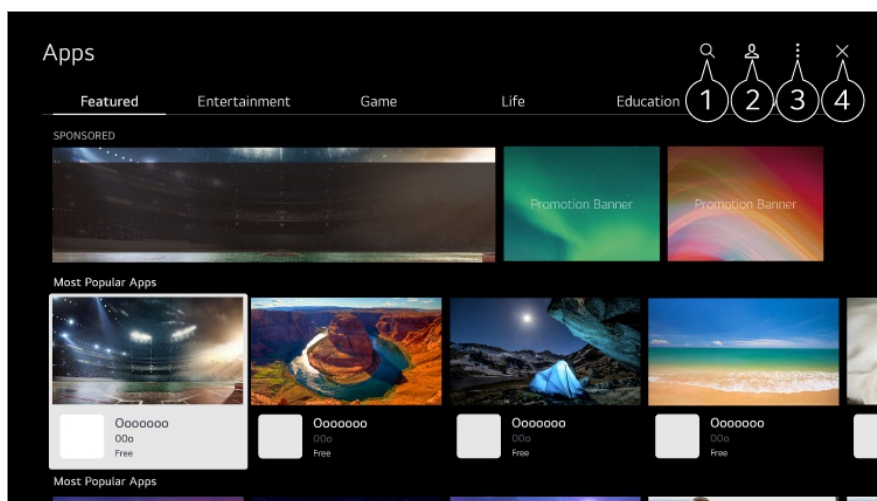 Apps
Featured Entertainment Game Life Education
1 2 3 4
SPONSORED
Promotion Banner Promotion Banner
Most Popular Apps
Ooooooo Ooooooo Ooooooo Ooooooo
00o 00o 00o 00o
Free Free Free Free
Most Popular Apps